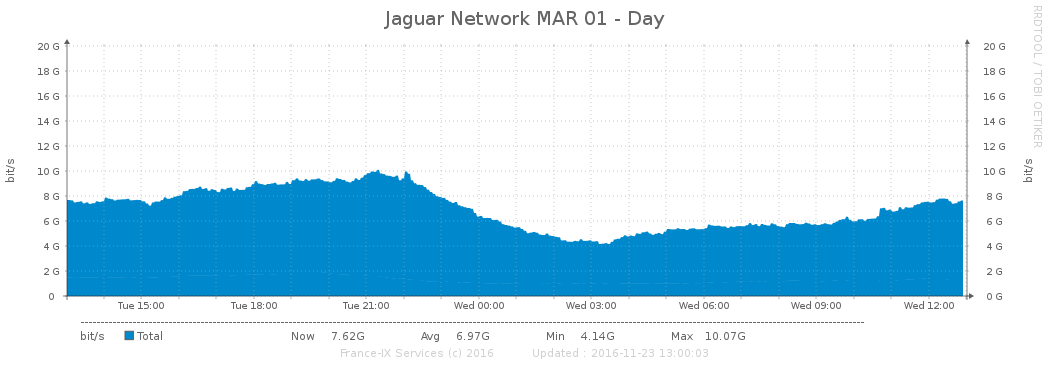 Jaguar Network MAR 01 - Day
RRDTOOL / TOBI OETIKER
bit/s
20 G
18 G
16 G
14 G
12 G
10 G
8 G
6 G
4 G
2 G
0
20 G
18 G
16 G
14 G
12 G
10 G
8 G
6 G
4 G
2 G
0 G
bit/s
Tue 15:00 Tue 18:00 Tue 21:00 Wed 00:00 Wed 03:00 Wed 06:00 Wed 09:00 Wed 12:00
bit/s Total Now 7.62G Avg 6.97G Min 4.14G Max 10.07G
France-IX Services (c) 2016 Updated : 2016-11-23 13:00:03